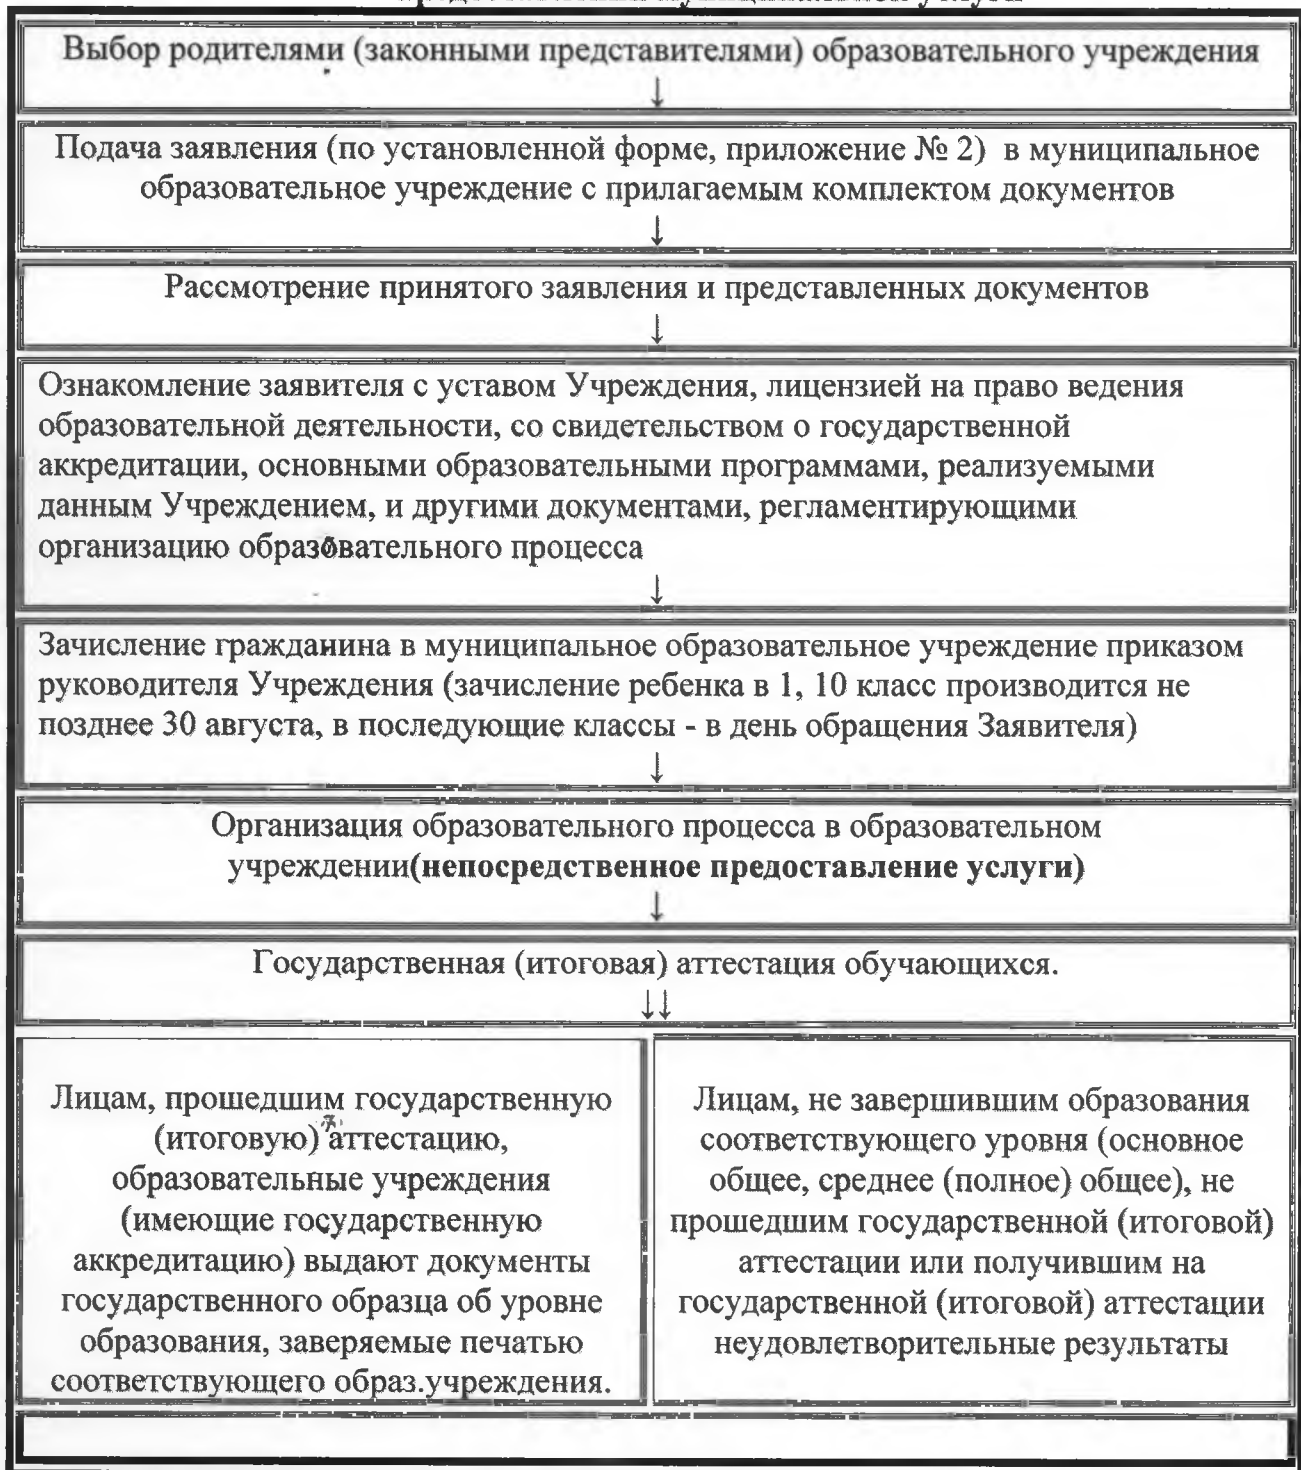 Выбор родителями (законными представителями) образовательного учреждения
↓
Подача заявления (по установленной форме, приложение № 2) в муниципальное
образовательное учреждение с прилагаемым комплектом документов
↓
Рассмотрение принятого заявления и представленных документов
↓
Ознакомление заявителя с уставом Учреждения, лицензией на право ведения
образовательной деятельности, со свидетельством о государственной
аккредитации, основными образовательными программами, реализуемыми
данным Учреждением, и другими документами, регламентирующими
организацию образовательного процесса
↓
Зачисление гражданина в муниципальное образовательное учреждение приказом
руководителя Учреждения (зачисление ребенка в 1, 10 класс производится не
позднее 30 августа, в последующие классы - в день обращения Заявителя)
↓
Организация образовательного процесса в образовательном
учреждении(непосредственное предоставление услуги)
↓
Государственная (итоговая) аттестация обучающихся.
↓↓
Лицам, прошедшим государственную
(итоговую) аттестацию,
образовательные учреждения
(имеющие государственную
аккредитацию) выдают документы
государственного образца об уровне
образования, заверяемые печатью
соответствующего образ.учреждения.
Лицам, не завершившим образования
соответствующего уровня (основное
общее, среднее (полное) общее), не
прошедшим государственной (итоговой)
аттестации или получившим на
государственной (итоговой) аттестации
неудовлетворительные результаты